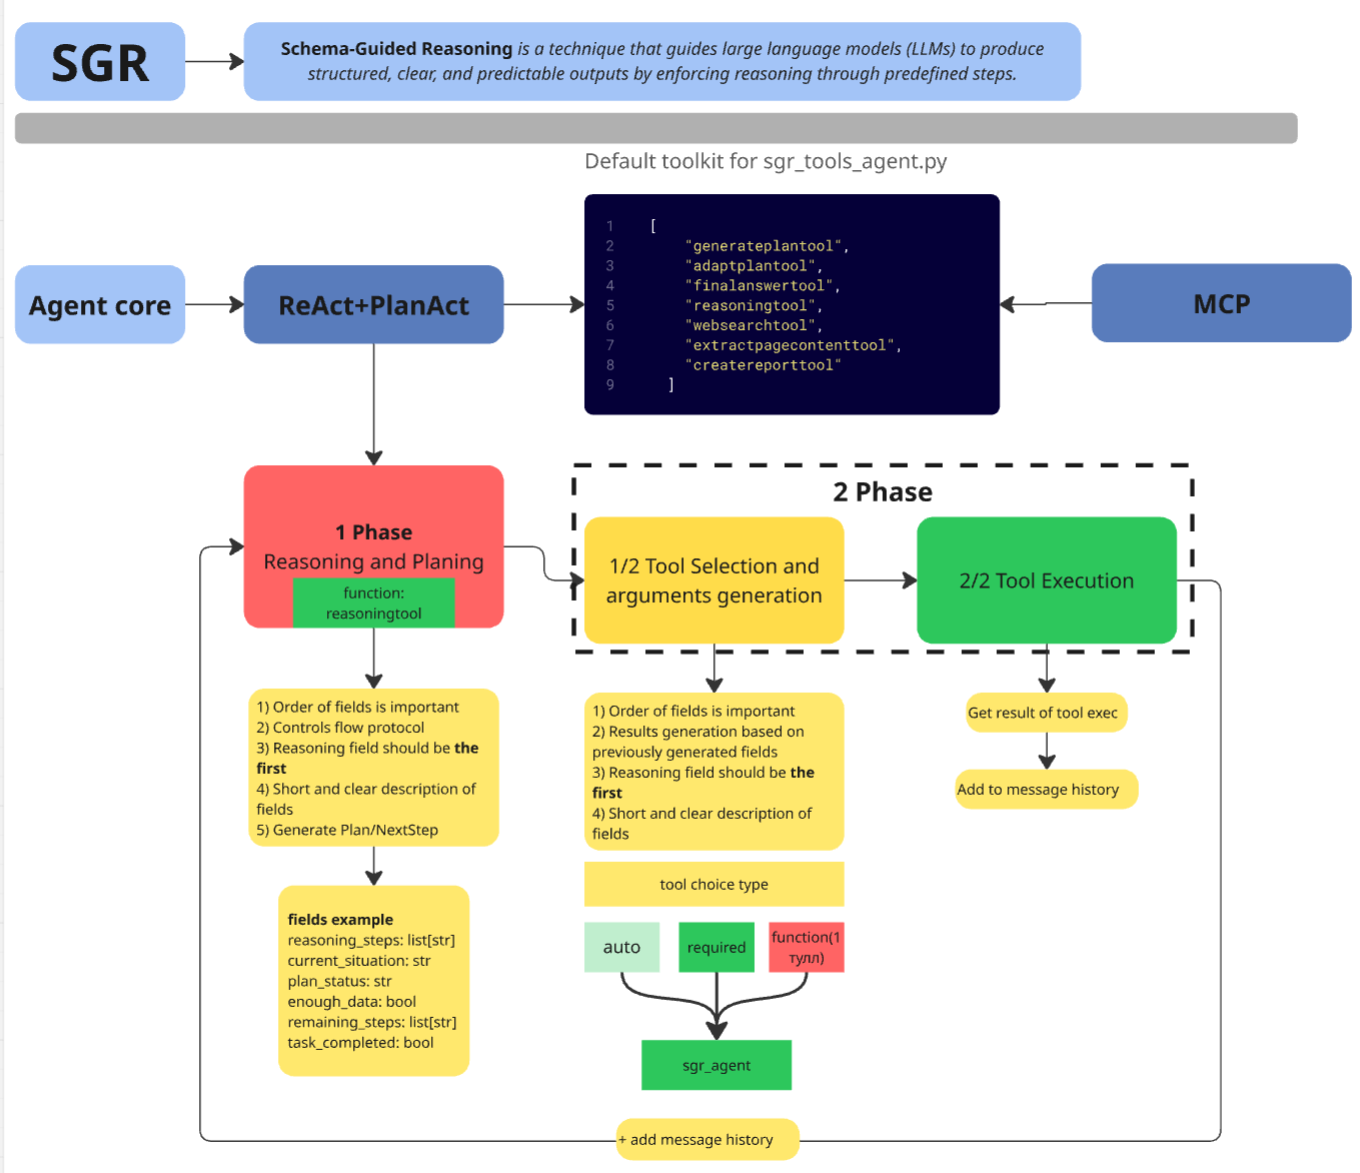 SGR
Schema-Guided Reasoning is a technique that guides large language models (LLMs) to produce
structured, clear, and predictable outputs by enforcing reasoning through predefined steps.
Default toolkit for sgr_tools_agent.py
1 [
2 "generateplantool",
3 "adaptplantool",
4 "finalanswertool",
5 "reasoningtool",
6 "websearchtool",
7 "extractpagecontenttool",
8 "createreporttool"
9 ]
Agent core
ReAct+PlanAct
MCP
1 Phase
Reasoning and Planing
function:
reasoningtool
2 Phase
1/2 Tool Selection and
arguments generation
2/2 Tool Execution
1) Order of fields is important
2) Controls flow protocol
3) Reasoning field should be the
first
4) Short and clear description of
fields
5) Generate Plan/NextStep
1) Order of fields is important
2) Results generation based on
previously generated fields
3) Reasoning field should be the
first
4) Short and clear description of
fields
Get result of tool exec
Add to message history
fields example
reasoning_steps: list[str]
current_situation: str
plan_status: str
enough_data: bool
remaining_steps: list[str]
task_completed: bool
tool choice type
auto
required
function(1
тулл)
sgr_agent
+ add message history